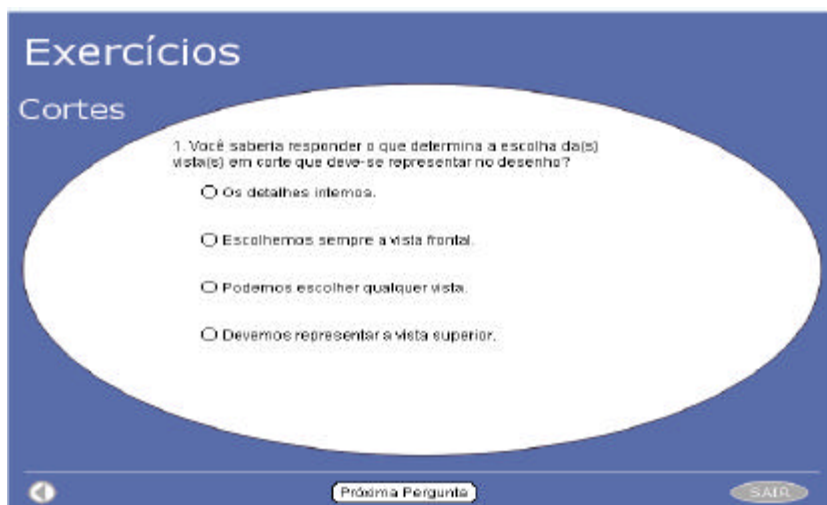 Exercícios
Cortes
1. Você saberia responder o que determina a escolha da(s)
vista(s) em corte que deve-se representar no desenho?
Os detalhes internos.
Escolhemos sempre a vista frontal.
Podemos escolher qualquer vista.
Devemos representar a vista superior.
Próxima Pergunta
SAIR